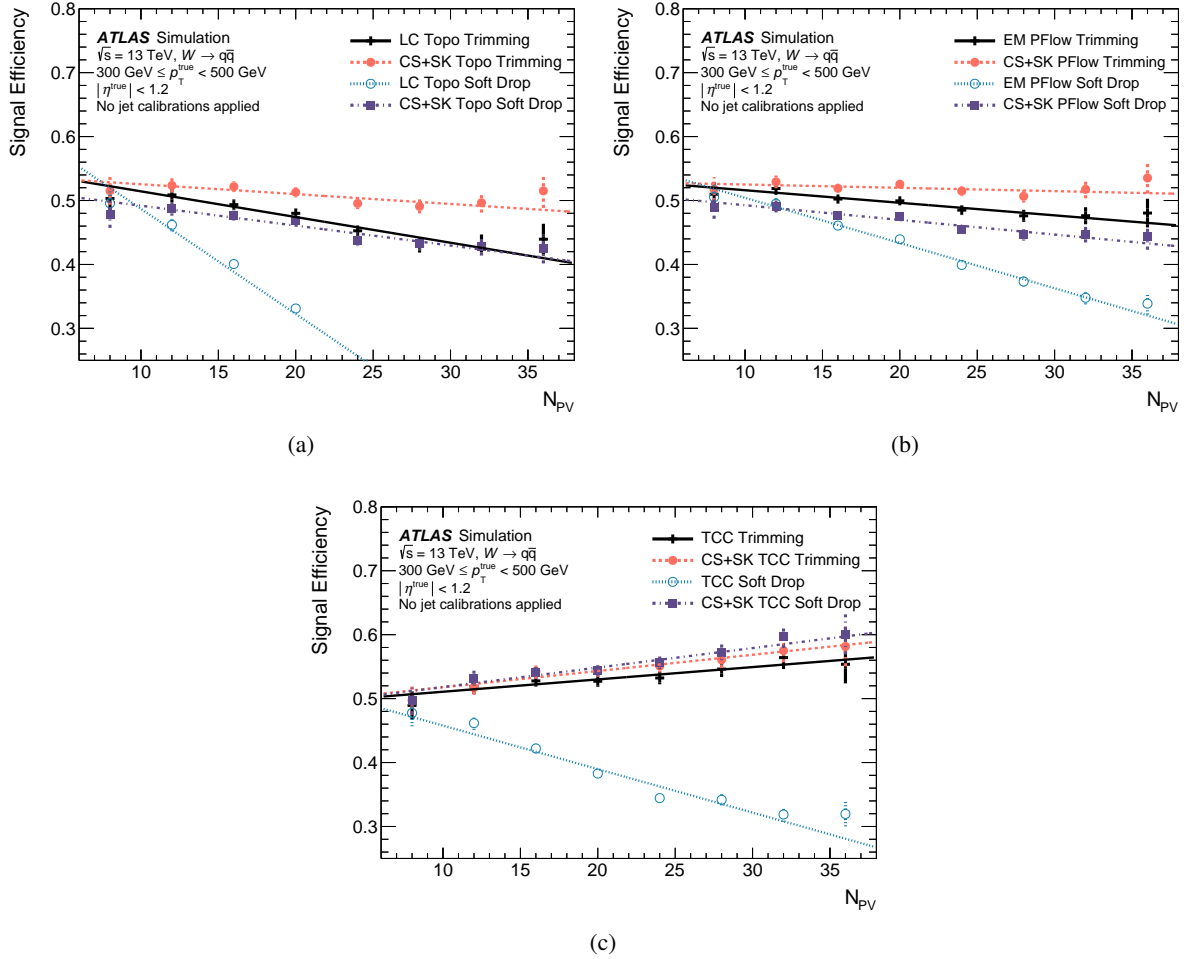 Signal Efficiency
0.8
0.7
0.6
0.5
0.4
0.3
ATLAS Simulation
√s = 13 TeV, W → qq̄
300 GeV ≤ p_T^true < 500 GeV
|η^true| < 1.2
No jet calibrations applied
LC Topo Trimming
CS+SK Topo Trimming
LC Topo Soft Drop
CS+SK Topo Soft Drop
10 15 20 25 30 35
N_PV
(a)
Signal Efficiency
0.8
0.7
0.6
0.5
0.4
0.3
ATLAS Simulation
√s = 13 TeV, W → qq̄
300 GeV ≤ p_T^true < 500 GeV
|η^true| < 1.2
No jet calibrations applied
EM PFlow Trimming
CS+SK PFlow Trimming
EM PFlow Soft Drop
CS+SK PFlow Soft Drop
10 15 20 25 30 35
N_PV
(b)
Signal Efficiency
0.8
0.7
0.6
0.5
0.4
0.3
ATLAS Simulation
√s = 13 TeV, W → qq̄
300 GeV ≤ p_T^true < 500 GeV
|η^true| < 1.2
No jet calibrations applied
TCC Trimming
CS+SK TCC Trimming
TCC Soft Drop
CS+SK TCC Soft Drop
10 15 20 25 30 35
N_PV
(c)